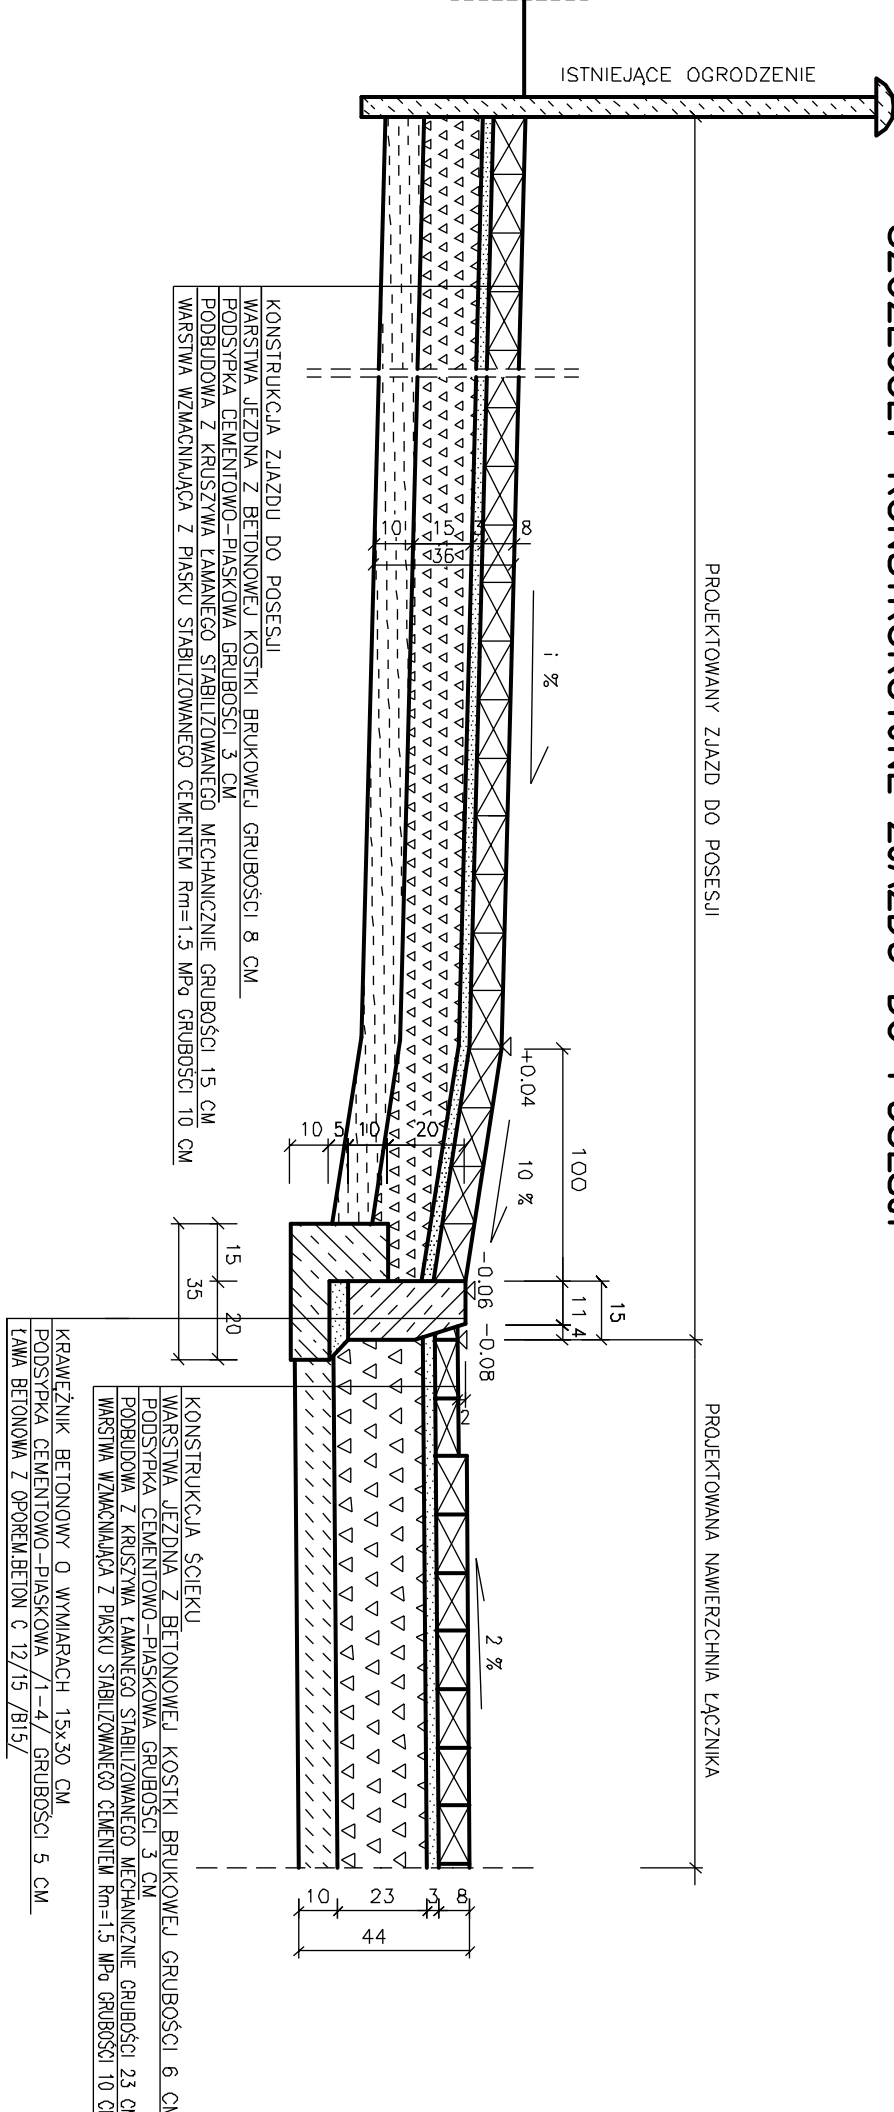 ISTNIEJĄCE OGRODZENIE
KONSTRUKCYJNE ZJAZDU DO POSESJI
PROJEKTOWANY ZJAZD DO POSESJI
PROJEKTOWANA NAWIERZCHNIA ŁĄCZNIKA
i %
+0.04
10 %
100
-0.06
-0.08
11
4
15
2
2 %
10
15
3
8
36
10
5
10
20
15
20
35
10
23
3
8
44
KONSTRUKCJA ZJAZDU DO POSESJI
WARSTWA JEZDNA Z BETONOWEJ KOSTKI BRUKOWEJ GRUBOŚCI 8 CM
PODSYPKA CEMENTOWO-PIASKOWA GRUBOŚCI 3 CM
PODBUDOWA Z KRUSZYWA ŁAMANEGO STABILIZOWANEGO MECHANICZNIE GRUBOŚCI 15 CM
WARSTWA WZMACNIAJĄCA Z PIASKU STABILIZOWANEGO CEMENTEM Rm=1.5 MPa GRUBOŚCI 10 CM
KONSTRUKCJA ŚCIEKU
WARSTWA JEZDNA Z BETONOWEJ KOSTKI BRUKOWEJ GRUBOŚCI 6 CM
PODSYPKA CEMENTOWO-PIASKOWA GRUBOŚCI 3 CM
PODBUDOWA Z KRUSZYWA ŁAMANEGO STABILIZOWANEGO MECHANICZNIE GRUBOŚCI 23 CM
WARSTWA WZMACNIAJĄCA Z PIASKU STABILIZOWANEGO CEMENTEM Rm=1.5 MPa GRUBOŚCI 10 CM
KRAWĘŻNIK BETONOWY O WYMIARACH 15x30 CM
PODSYPKA CEMENTOWO-PIASKOWA /1-4/ GRUBOŚCI 5 CM
ŁAWA BETONOWA Z OPOREM.BETON C 12/15 /B15/